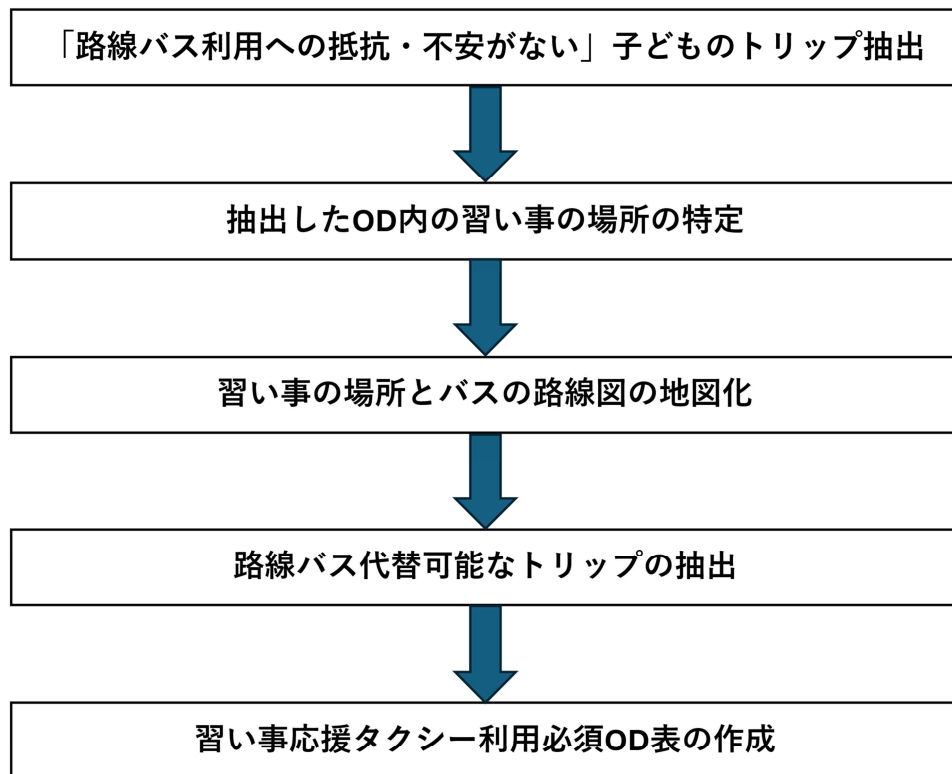 「路線バス利用への抵抗・不安がない」子どものトリップ抽出
抽出したOD内の習い事の場所の特定
習い事の場所とバスの路線図の地図化
路線バス代替可能なトリップの抽出
習い事応援タクシー利用必須OD表の作成